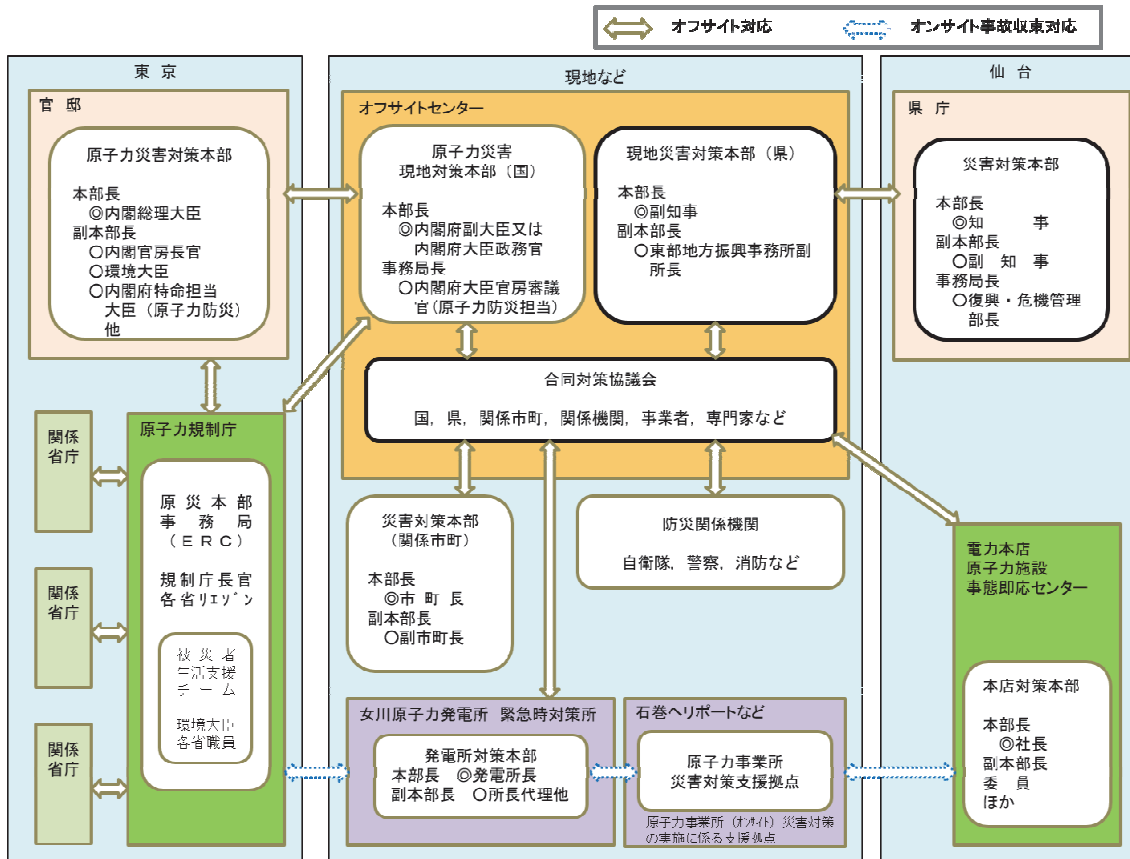 オフサイト対応
オンサイト事故収束対応
東京
官邸
原子力災害対策本部
本部長
◎内閣総理大臣
副本部長
○内閣官房長官
○環境大臣
○内閣府特命担当
大臣(原子力防災)
他
関係
省庁
関係
省庁
関係
省庁
原子力規制庁
原災本部
事務局
(ERC)
規制庁長官
各省リエゾン
被災者
生活支援
チーム
環境大臣
各省職員
現地など
オフサイトセンター
原子力災害
現地対策本部(国)
本部長
◎内閣府副大臣又は
内閣府大臣政務官
事務局長
○内閣府大臣官房審議
官(原子力防災担当)
現地災害対策本部(県)
本部長
◎副知事
副本部長
○東部地方振興事務所副
所長
合同対策協議会
国,県,関係市町,関係機関,事業者,専門家など
災害対策本部
(関係市町)
本部長
◎市町長
副本部長
○副市町長
防災関係機関
自衛隊,警察,消防など
女川原子力発電所 緊急時対策所
発電所対策本部
本部長 ◎発電所長
副本部長 ○所長代理他
石巻ヘリポートなど
原子力事業所
災害対策支援拠点
原子力事業所(オンサイト)災害対策
の実施に係る支援拠点
仙台
県庁
災害対策本部
本部長
◎知事
副本部長
○副知事
事務局長
○復興・危機管理
部長
電力本店
原子力施設
事態即応センター
本店対策本部
本部長
◎社長
副本部長
委員
ほか